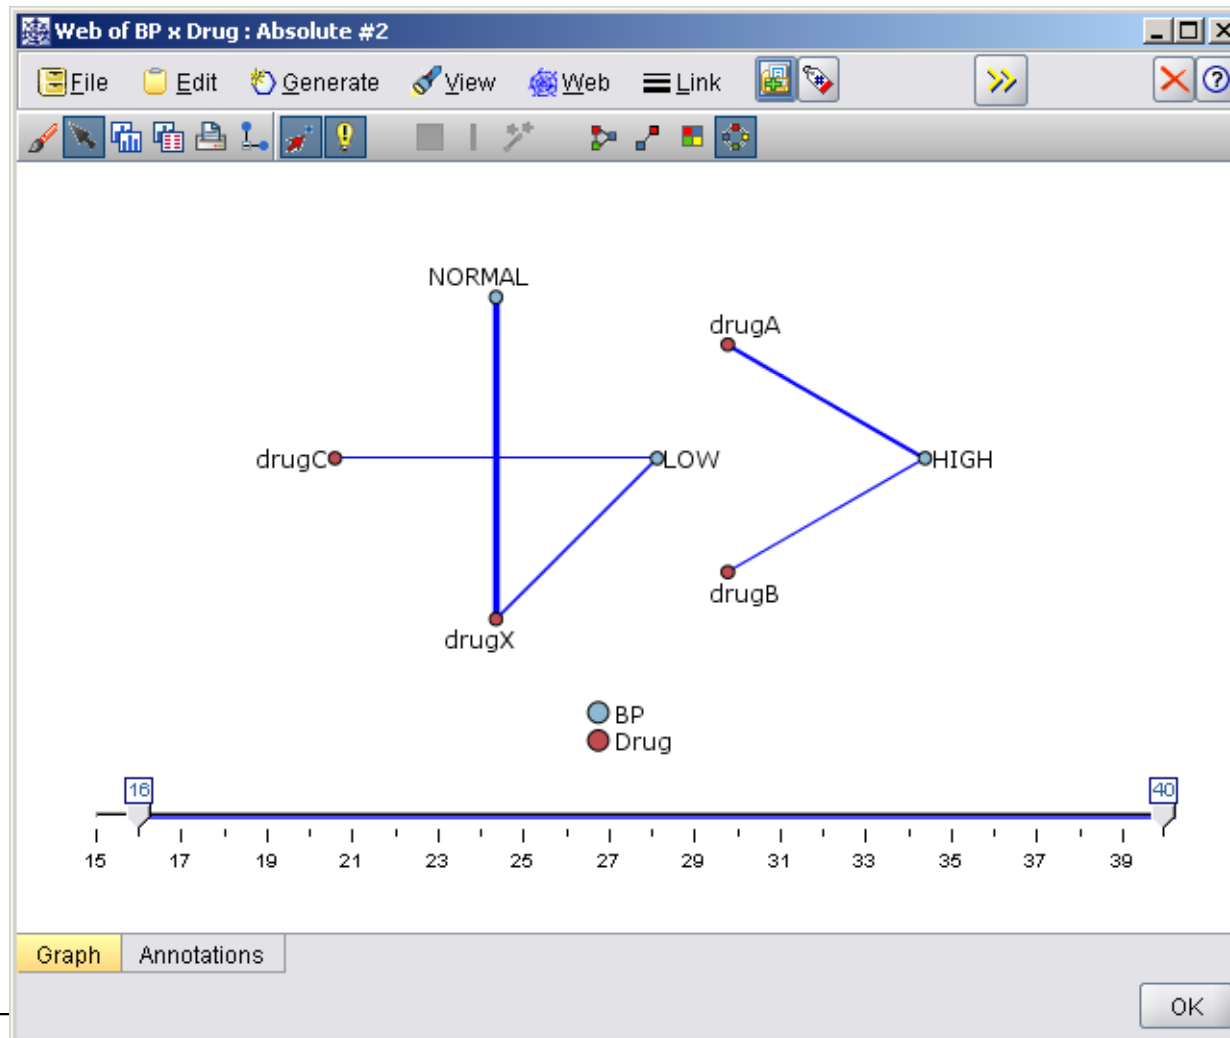 Web of BP x Drug : Absolute #2
File Edit Generate View Web Link
NORMAL
drugA
drugC
LOW
HIGH
drugB
drugX
BP
Drug
16 40
15 17 19 21 23 25 27 29 31 33 35 37 39
Graph Annotations
OK